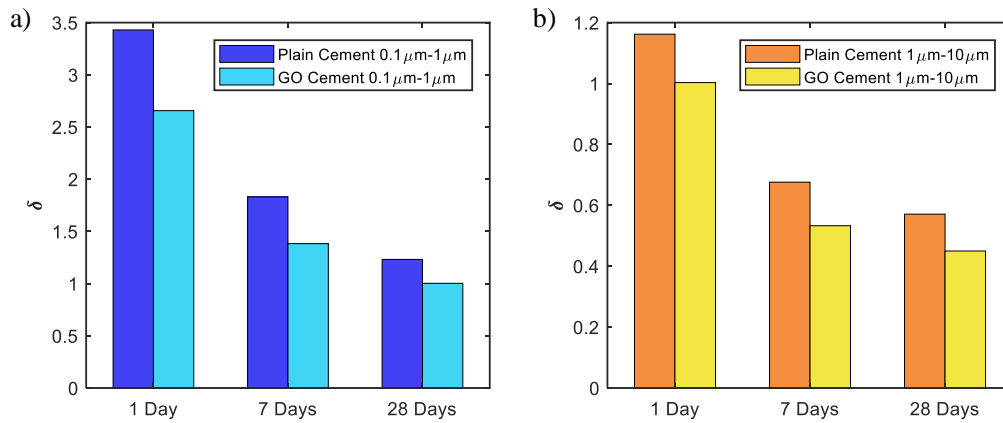 a)
3.5
3
2.5
2
1.5
1
0.5
0
δ
Plain Cement 0.1μm-1μm
GO Cement 0.1μm-1μm
1 Day 7 Days 28 Days
b)
1.2
1
0.8
0.6
0.4
0.2
0
δ
Plain Cement 1μm-10μm
GO Cement 1μm-10μm
1 Day 7 Days 28 Days